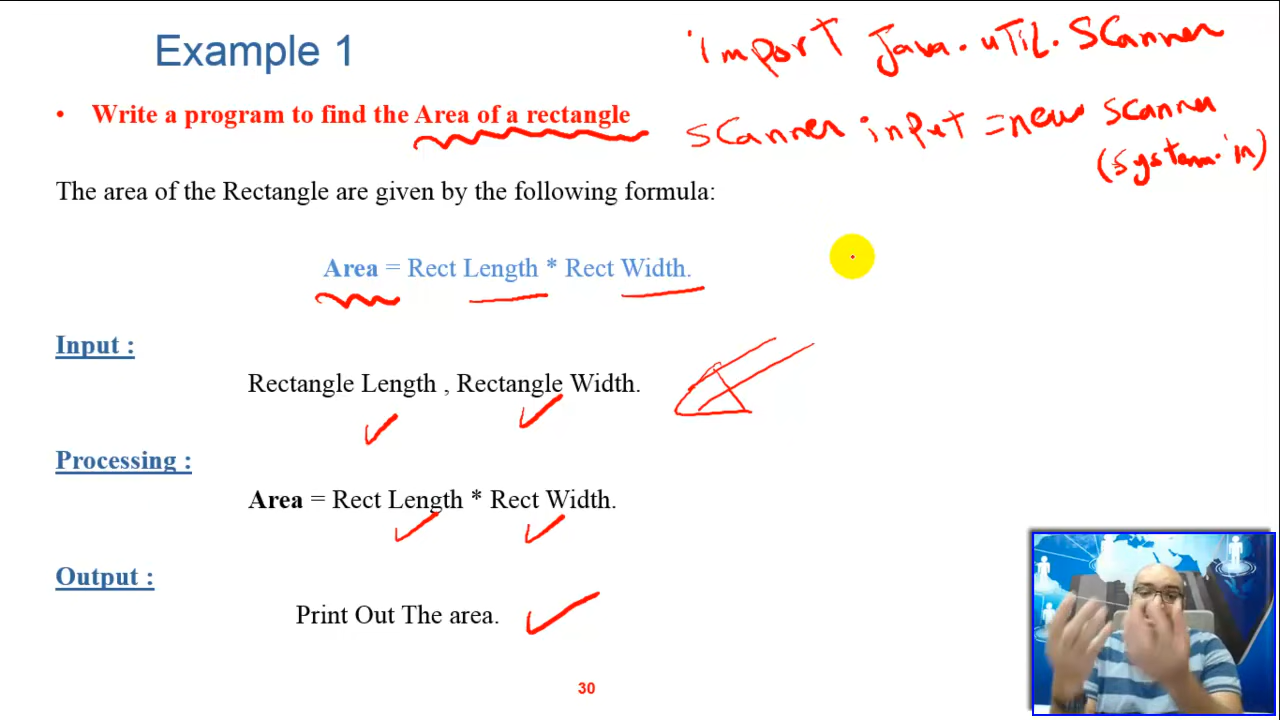 Example 1
import java.util.Scanner
• Write a program to find the Area of a rectangle
Scanner input = new Scanner
(System.in)
The area of the Rectangle are given by the following formula:
Area = Rect Length * Rect Width.
Input :
Rectangle Length , Rectangle Width.
Processing :
Area = Rect Length * Rect Width.
Output :
Print Out The area.
30